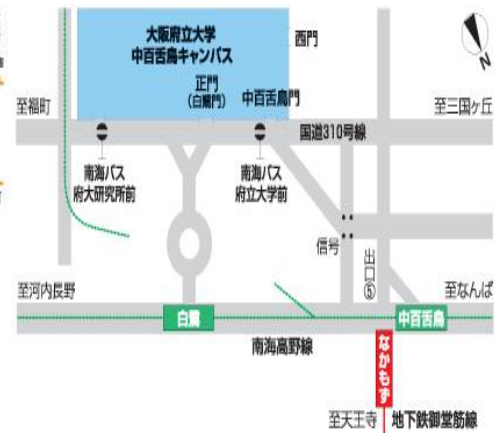 大阪府立大学
中百舌鳥キャンパス
西門
正門
(白鷺門)
中百舌鳥門
N
至福町
至三国ヶ丘
国道310号線
南海バス
府大研究所前
南海バス
府立大学前
信号
出口⑤
至河内長野
至なんば
白鷺
中百舌鳥
南海高野線
なかもず
至天王寺
地下鉄御堂筋線